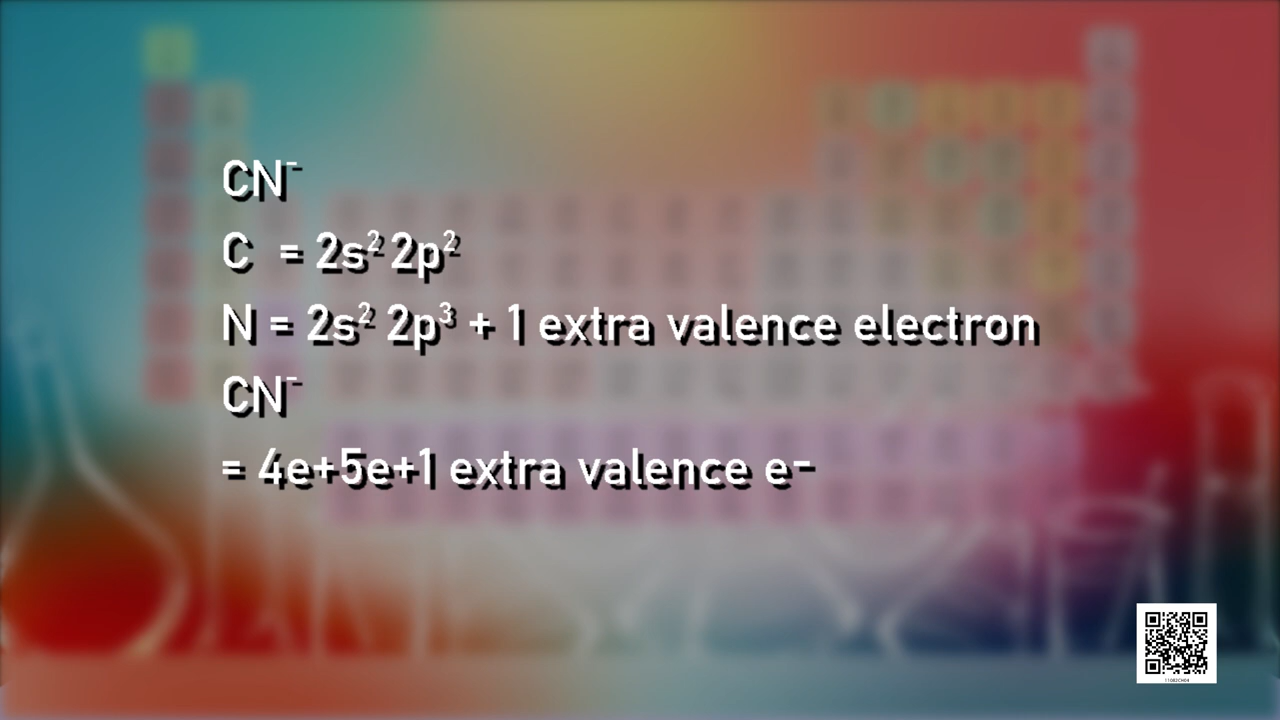 CN⁻
C = 2s² 2p²
N = 2s² 2p³ + 1 extra valence electron
CN⁻
= 4e+5e+1 extra valence e–